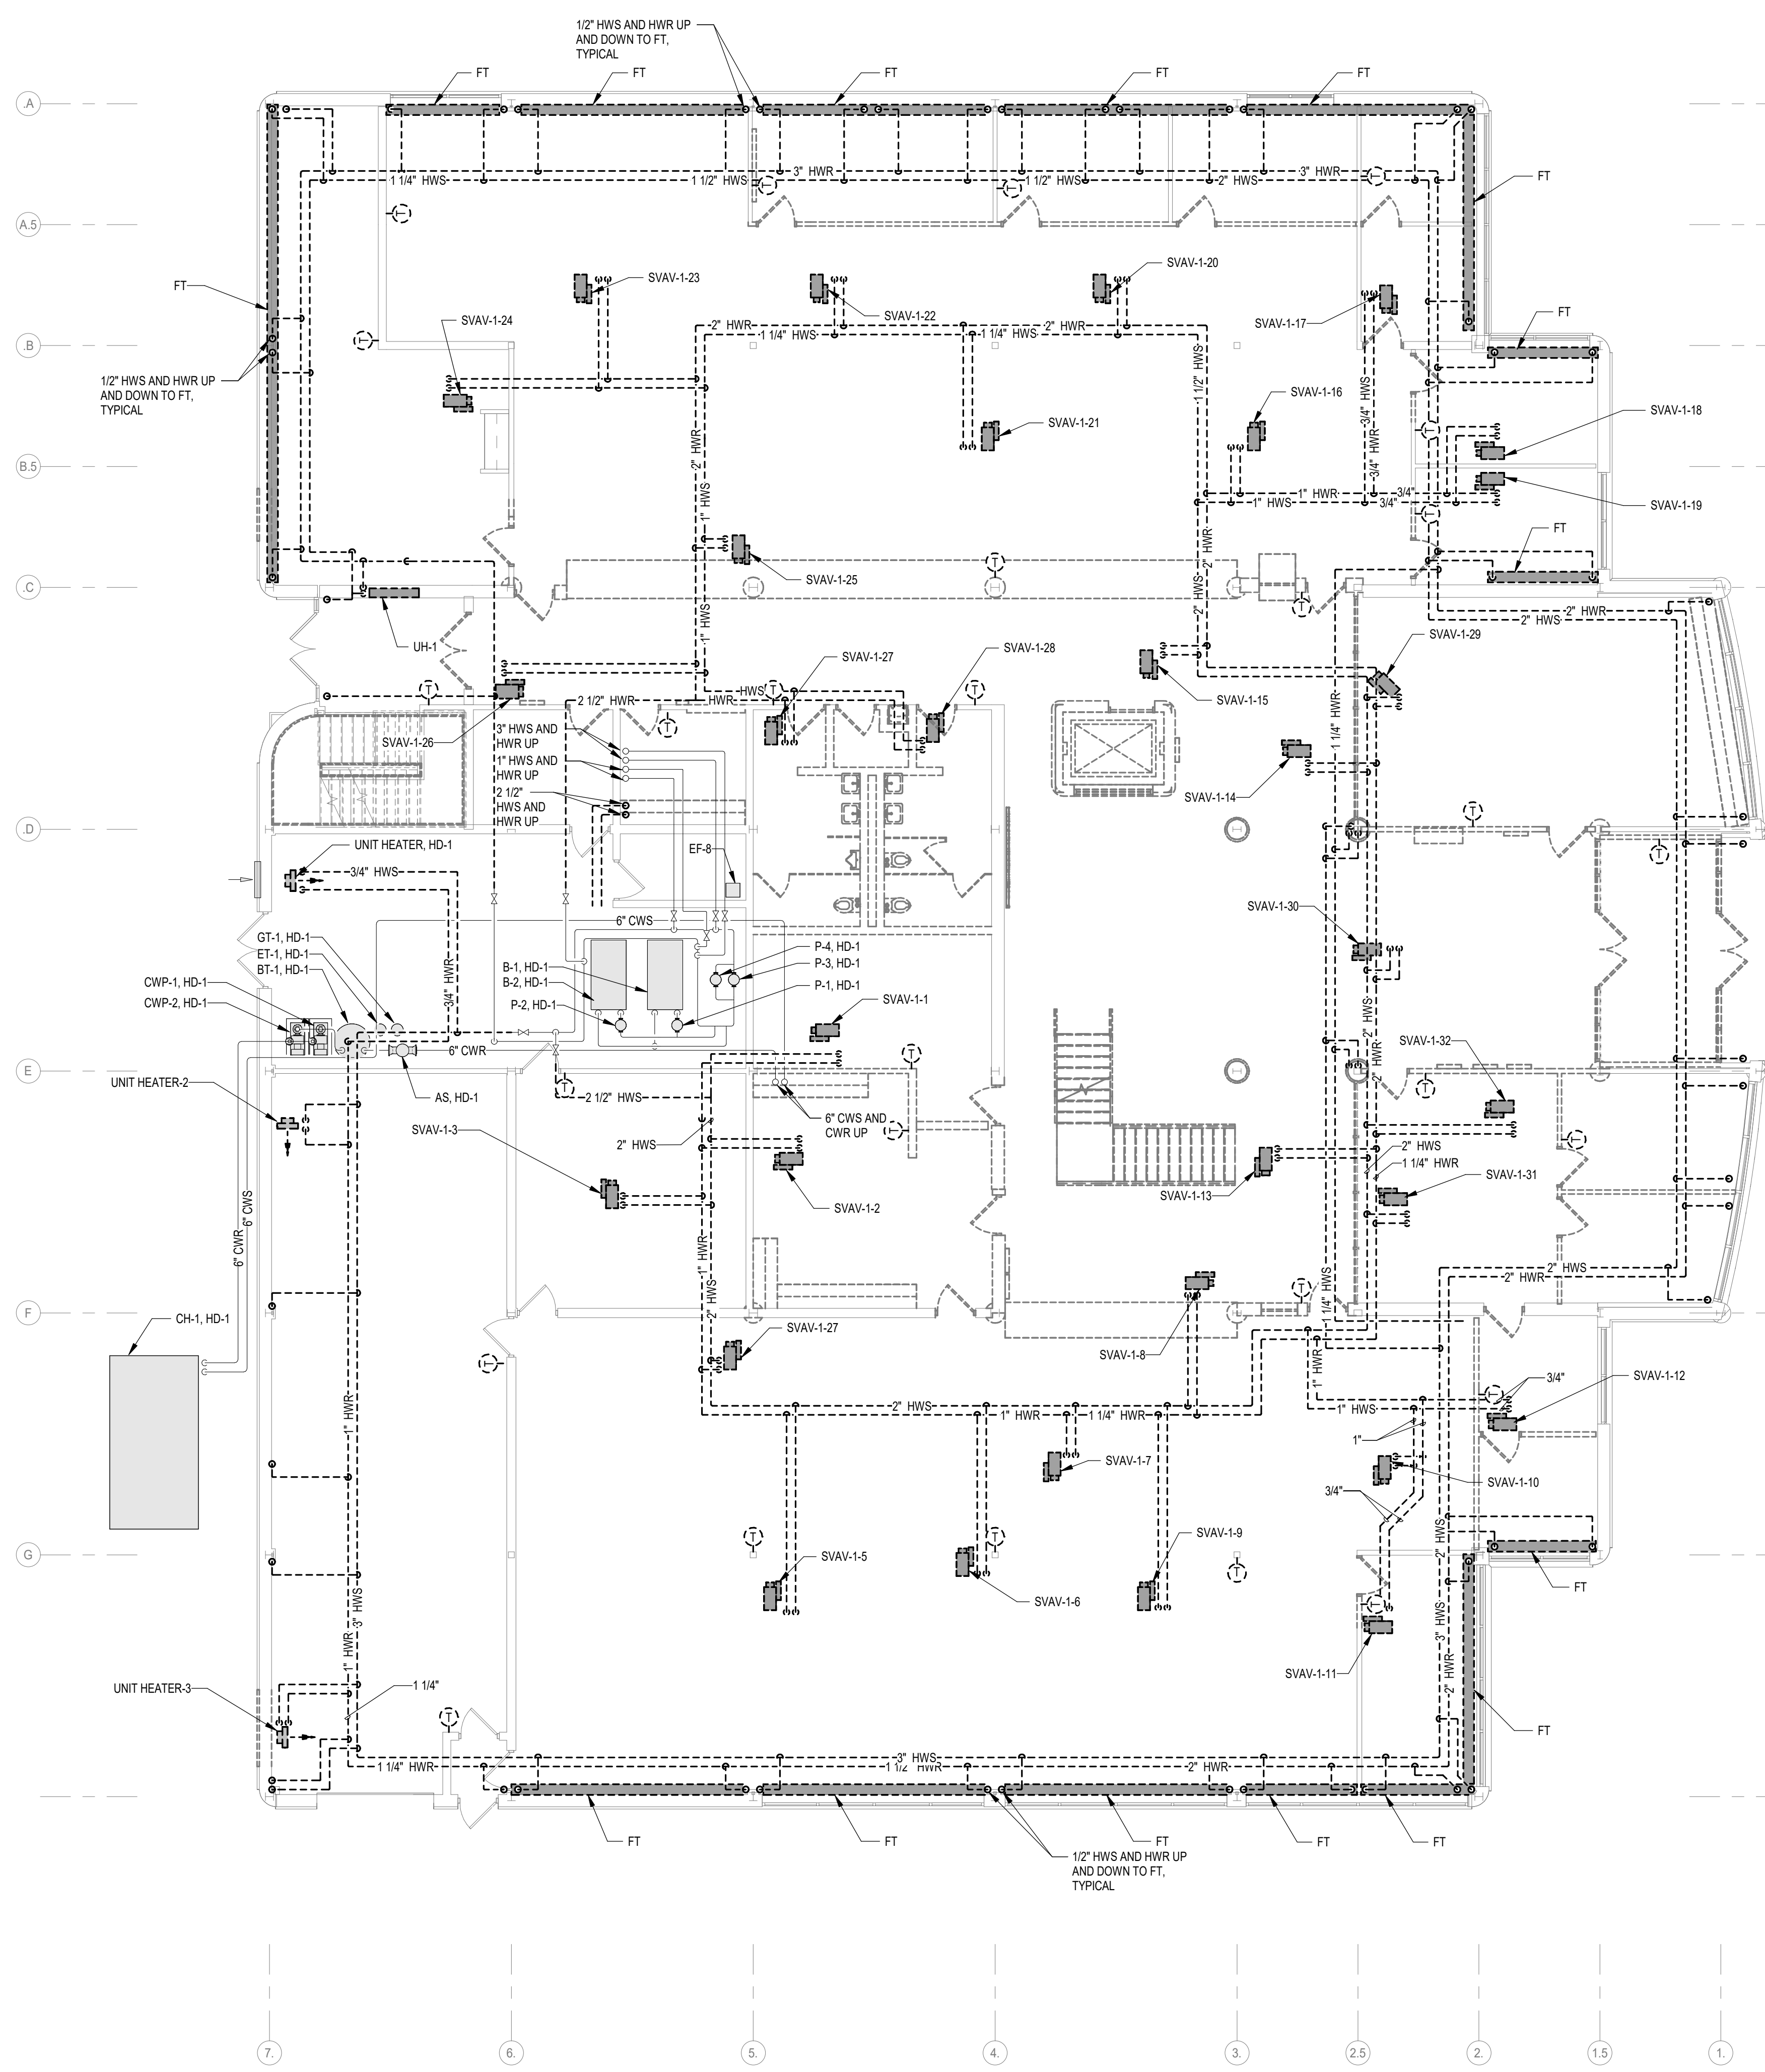 1/2" HWS AND HWR UP
AND DOWN TO FT,
TYPICAL
FT
FT
FT
FT
FT
.A
3" HWR
3" HWR
1 1/4" HWS
1 1/2" HWS
1 1/2" HWS
2" HWS
T
T
T
FT
T
A.5
SVAV-1-23
SVAV-1-22
SVAV-1-20
SVAV-1-17
FT
SVAV-1-24
FT
T
.B
2" HWR
2" HWR
1 1/4" HWS
1 1/4" HWS
1/2" HWS AND HWR UP
AND DOWN TO FT,
TYPICAL
1 1/2" HWS
3/4" HWS
3/4" HWR
SVAV-1-16
SVAV-1-18
SVAV-1-21
T
B.5
2" HWR
1" HWS
1" HWR
3/4"
1" HWS
3/4"
SVAV-1-19
T
FT
2" HWR
2" HWS
SVAV-1-25
T
.C
T
1" HWS
2" HWR
2" HWS
UH-1
SVAV-1-29
SVAV-1-27
SVAV-1-28
SVAV-1-15
T
T
T
HWS
HWR
2 1/2" HWR
T
SVAV-1-26
3" HWS AND
HWR UP
1" HWS AND
HWR UP
2 1/2"
HWS AND
HWR UP
1 1/4" HWR
SVAV-1-14
T
.D
UNIT HEATER, HD-1
3/4" HWS
EF-8
T
SVAV-1-30
6" CWS
GT-1, HD-1
ET-1, HD-1
BT-1, HD-1
CWP-1, HD-1
CWP-2, HD-1
3/4" HWR
B-1, HD-1
B-2, HD-1
P-2, HD-1
P-4, HD-1
P-3, HD-1
P-1, HD-1
SVAV-1-1
2" HWS
2" HWR
SVAV-1-32
6" CWR
T
E
UNIT HEATER-2
AS, HD-1
T
2 1/2" HWS
T
6" CWS AND
CWR UP
SVAV-1-3
T
2" HWS
T
2" HWS
1 1/4" HWR
SVAV-1-31
SVAV-1-2
SVAV-1-13
6" CWR
6" CWS
1" HWR
2" HWS
2" HWS
2" HWR
T
F
CH-1, HD-1
1 1/4" HWS
SVAV-1-27
SVAV-1-8
T
1" HWR
3/4"
SVAV-1-12
T
1" HWR
2" HWS
1" HWR
1 1/4" HWR
1" HWS
1"
SVAV-1-7
SVAV-1-10
3/4"
2" HWS
SVAV-1-9
T
T
T
SVAV-1-5
G
SVAV-1-6
FT
3" HWS
T
3" HWS
SVAV-1-11
1" HWR
2" HWR
UNIT HEATER-3
1 1/4"
T
FT
3" HWS
1 1/4" HWR
1 1/2" HWR
2" HWR
FT
FT
FT
FT
FT
1/2" HWS AND HWR UP
AND DOWN TO FT,
TYPICAL
7.
6.
5.
4.
3.
2.5
2.
1.5
1.